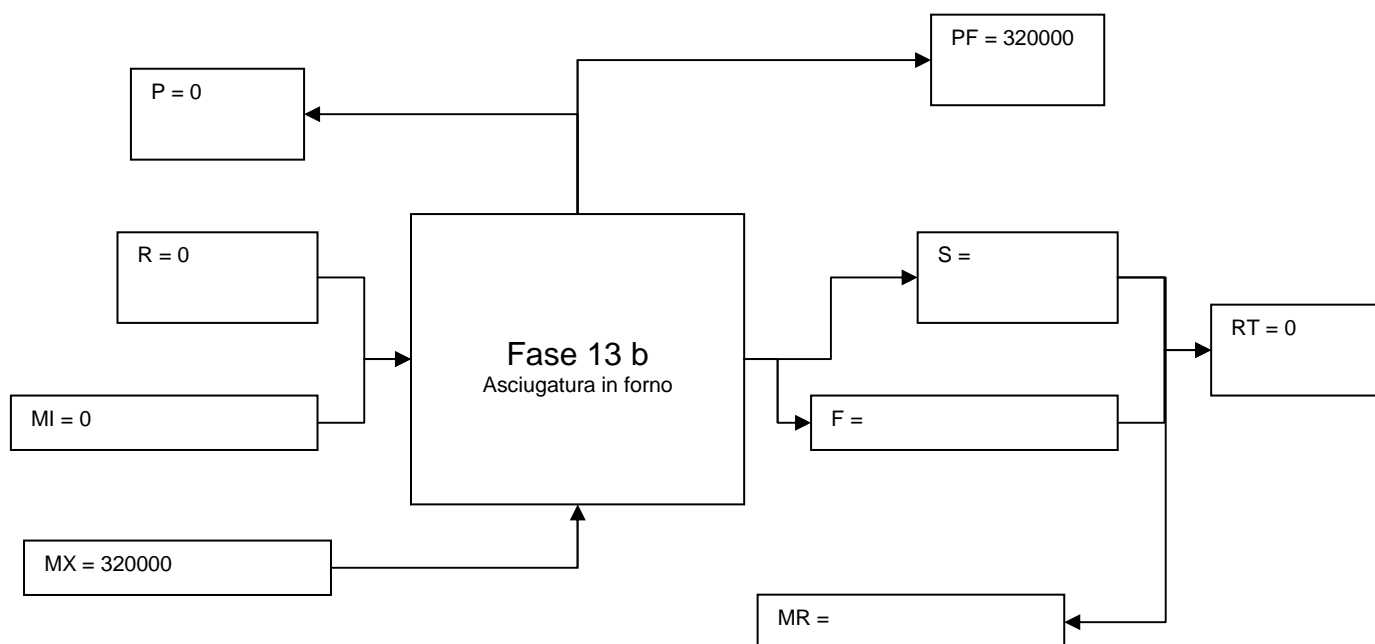 PF = 320000
P = 0
R = 0
S =
RT = 0
Fase 13 b
Asciugatura in forno
MI = 0
F =
MX = 320000
MR =